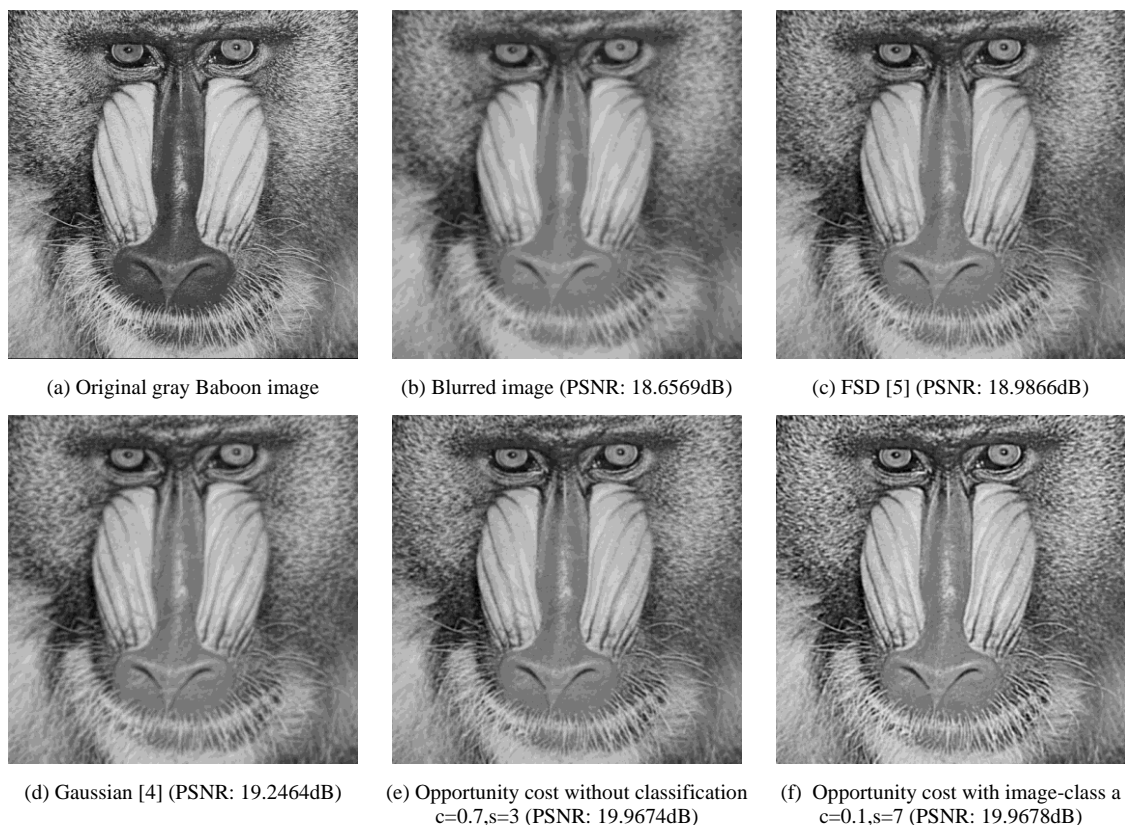 (a) Original gray Baboon image
(b) Blurred image (PSNR: 18.6569dB)
(c) FSD [5] (PSNR: 18.9866dB)
(d) Gaussian [4] (PSNR: 19.2464dB)
(e) Opportunity cost without classification
c=0.7,s=3 (PSNR: 19.9674dB)
(f) Opportunity cost with image-class a
c=0.1,s=7 (PSNR: 19.9678dB)